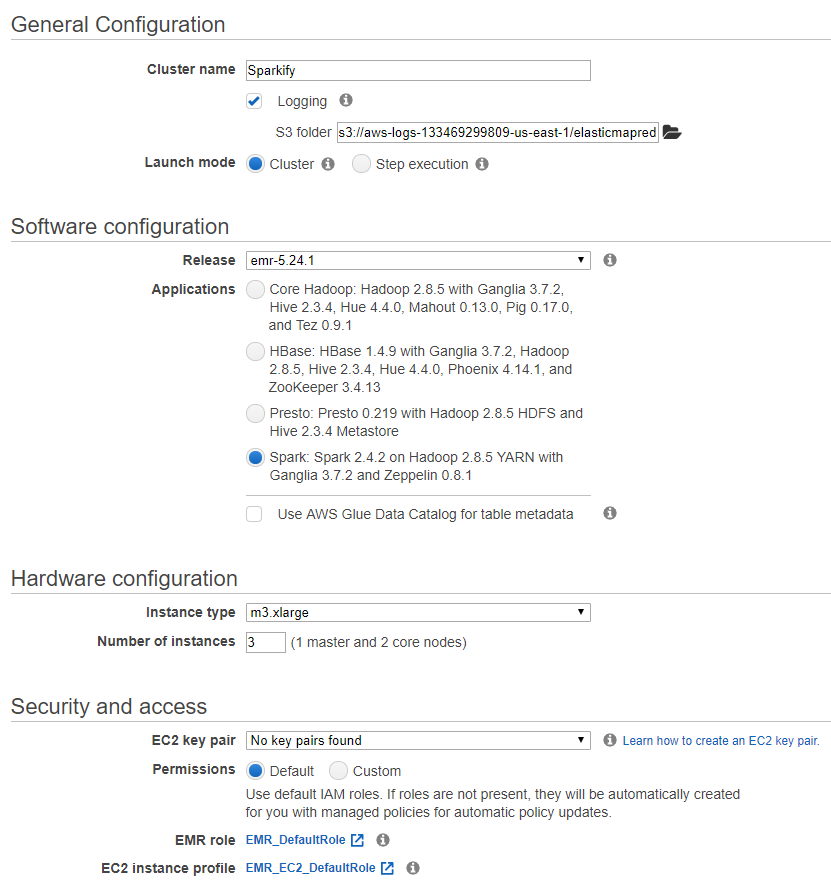 General Configuration
Cluster name Sparkify
Logging
S3 folder s3://aws-logs-133469299809-us-east-1/elasticmapred
Launch mode Cluster Step execution
Software configuration
Release emr-5.24.1
Applications Core Hadoop: Hadoop 2.8.5 with Ganglia 3.7.2,
Hive 2.3.4, Hue 4.4.0, Mahout 0.13.0, Pig 0.17.0,
and Tez 0.9.1
HBase: HBase 1.4.9 with Ganglia 3.7.2, Hadoop
2.8.5, Hive 2.3.4, Hue 4.4.0, Phoenix 4.14.1, and
ZooKeeper 3.4.13
Presto: Presto 0.219 with Hadoop 2.8.5 HDFS and
Hive 2.3.4 Metastore
Spark: Spark 2.4.2 on Hadoop 2.8.5 YARN with
Ganglia 3.7.2 and Zeppelin 0.8.1
Use AWS Glue Data Catalog for table metadata
Hardware configuration
Instance type m3.xlarge
Number of instances 3 (1 master and 2 core nodes)
Security and access
EC2 key pair No key pairs found Learn how to create an EC2 key pair.
Permissions Default Custom
Use default IAM roles. If roles are not present, they will be automatically created
for you with managed policies for automatic policy updates.
EMR role EMR_DefaultRole
EC2 instance profile EMR_EC2_DefaultRole